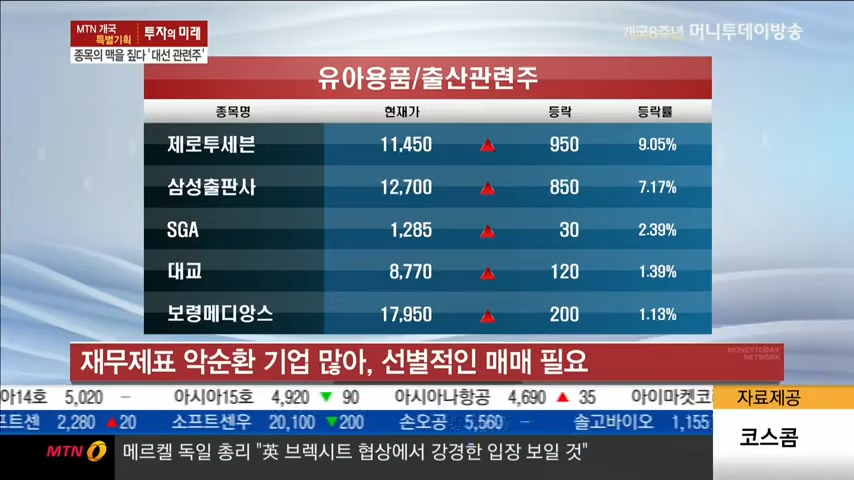 MTN 개국
특별기획
투자의 미래
종목의 맥을 짚다 '대선 관련주'
개국8주년 머니투데이방송
유아용품/출산관련주
종목명 현재가 등락 등락률
제로투세븐 11,450 ▲ 950 9.05%
삼성출판사 12,700 ▲ 850 7.17%
SGA 1,285 ▲ 30 2.39%
대교 8,770 ▲ 120 1.39%
보령메디앙스 17,950 ▲ 200 1.13%
재무제표 악순환 기업 많아, 선별적인 매매 필요
MONEYTODAY
NETWORK
아14호 5,020 – 아시아15호 4,920 ▼ 90 아시아나항공 4,690 ▲ 35 아이마켓코
프트센 2,280 ▲20 소프트센우 20,100 ▼200 손오공 5,560 – 솔고바이오 1,155
자료제공
코스콤
MTN
메르켈 독일 총리 "英 브렉시트 협상에서 강경한 입장 보일 것"